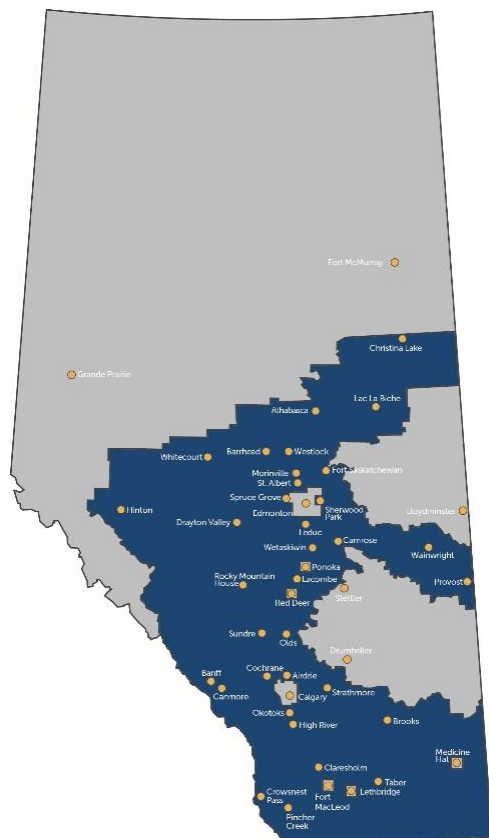 Fort McMurray
Christina Lake
Grande Prairie
Lac La Biche
Athabasca
Barrhead
Westlock
Whitecourt
Morinville
Fort Saskatchewan
St. Albert
Spruce Grove
Hinton
Edmonton
Sherwood
Park
Lloydminster
Drayton Valley
Leduc
Camrose
Wetaskiwin
Wainwright
Ponoka
Rocky Mountain
House
Lacombe
Provost
Red Deer
Stettler
Sundre
Olds
Drumheller
Cochrane
Airdrie
Banff
Canmore
Calgary
Strathmore
Okotoks
High River
Brooks
Medicine
Hat
Claresholm
Taber
Crowsnest
Pass
Fort
MacLeod
Lethbridge
Pincher
Creek